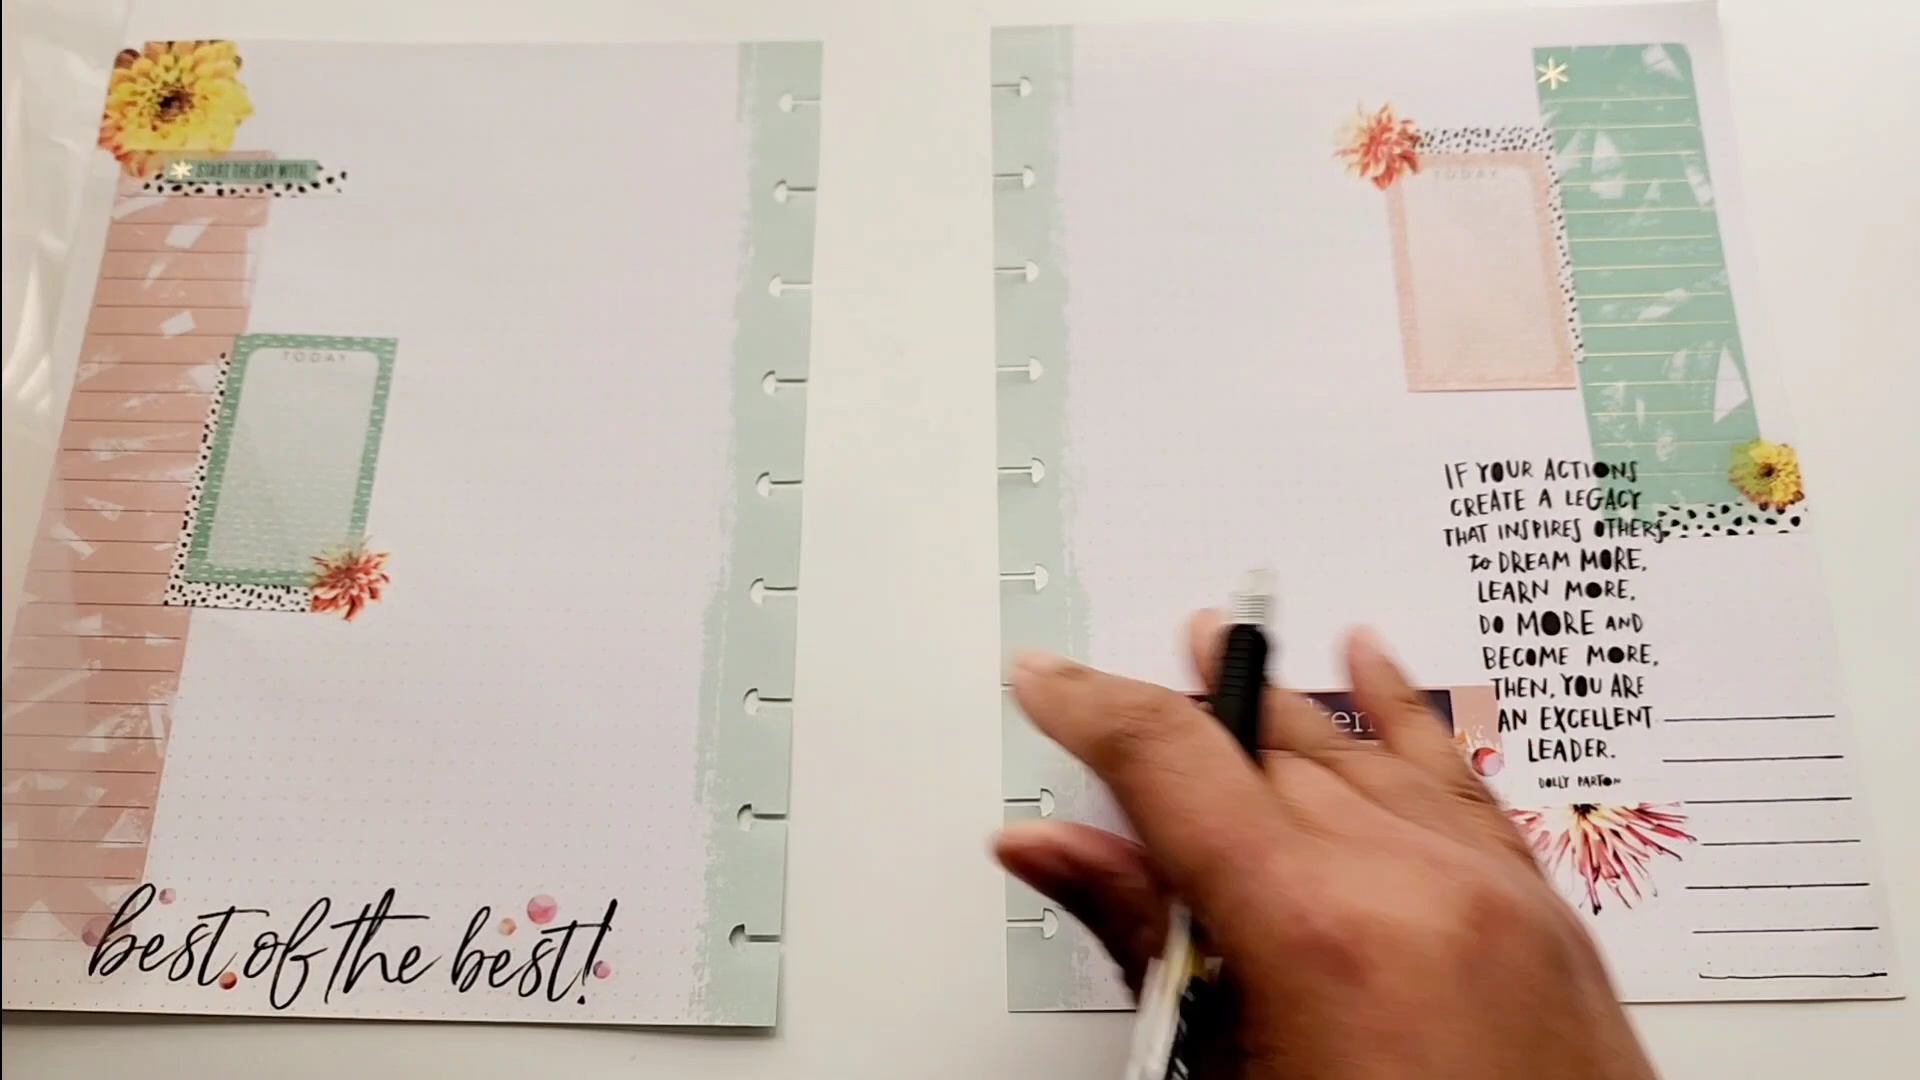 START THE DAY WITH
TODAY
best of the best!
TODAY
IF YOUR ACTIONS
CREATE A LEGACY
THAT INSPIRES OTHERS
to DREAM MORE,
LEARN MORE,
DO MORE AND
BECOME MORE,
THEN, YOU ARE
AN EXCELLENT
LEADER.
DOLLY PARTON